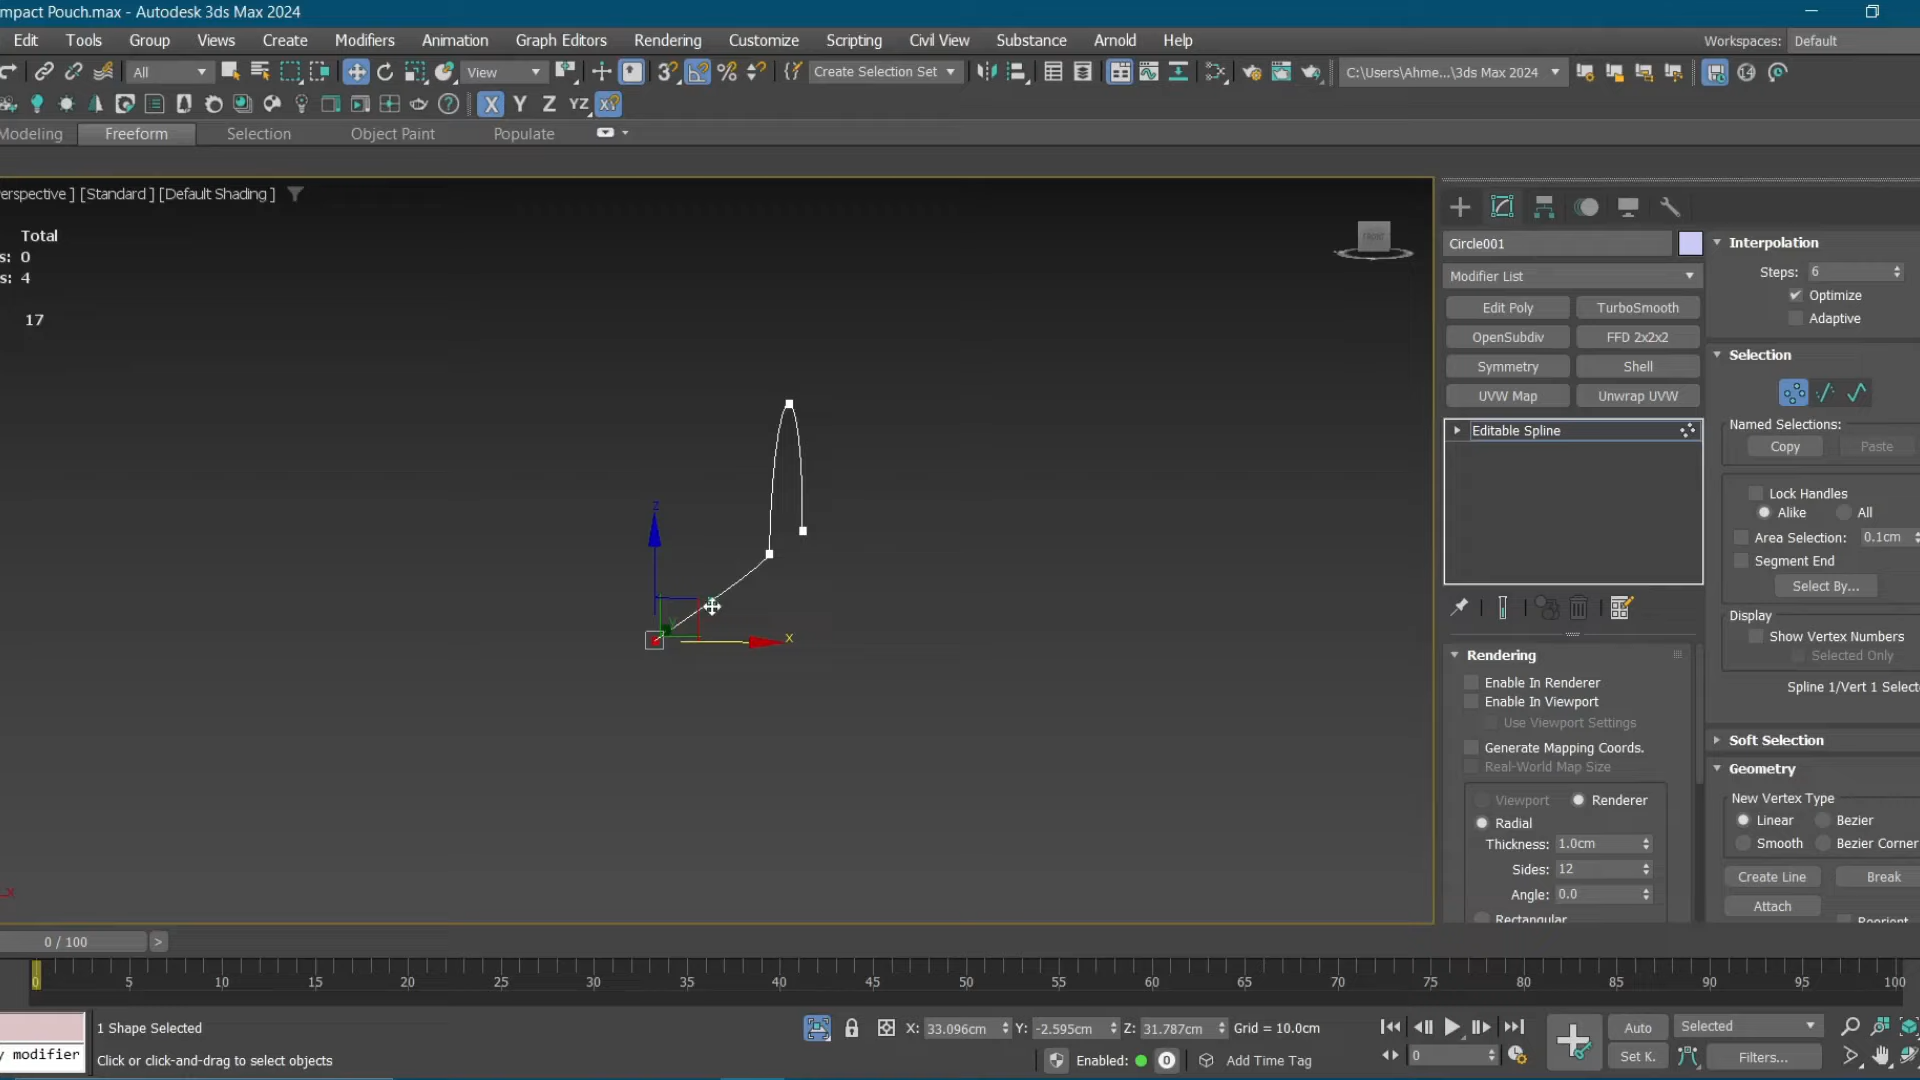 mpact Pouch.max - Autodesk 3ds Max 2024
Edit Tools Group Views Create Modifiers Animation Graph Editors Rendering Customize Scripting Civil View Substance Arnold Help Workspaces: Default
All View Create Selection Set C:\Users\Ahme...\3ds Max 2024
X Y Z YZ
Modeling Freeform Selection Object Paint Populate
erspective ] [Standard ] [Default Shading ]
Total
s: 0
s: 4
17
FRONT
z
y
x
x
Circle001
Modifier List
Edit Poly TurboSmooth
OpenSubdiv FFD 2x2x2
Symmetry Shell
UVW Map Unwrap UVW
Editable Spline
Rendering
Enable In Renderer
Enable In Viewport
Use Viewport Settings
Generate Mapping Coords.
Real-World Map Size
Viewport Renderer
Radial
Thickness: 1.0cm
Sides: 12
Angle: 0.0
Rectangular
Interpolation
Steps: 6
Optimize
Adaptive
Selection
Named Selections:
Copy Paste
Lock Handles
Alike All
Area Selection: 0.1cm
Segment End
Select By...
Display
Show Vertex Numbers
Selected Only
Spline 1/Vert 1 Selecte
Soft Selection
Geometry
New Vertex Type
Linear Bezier
Smooth Bezier Corner
Create Line Break
Attach
Reorient
0 / 100 >
0 5 10 15 20 25 30 35 40 45 50 55 60 65 70 75 80 85 90 95 100
1 Shape Selected X: 33.096cm Y: -2.595cm Z: 31.787cm Grid = 10.0cm Auto Selected
y modifier Click or click-and-drag to select objects Enabled: 0 Add Time Tag 0 Set K. Filters...